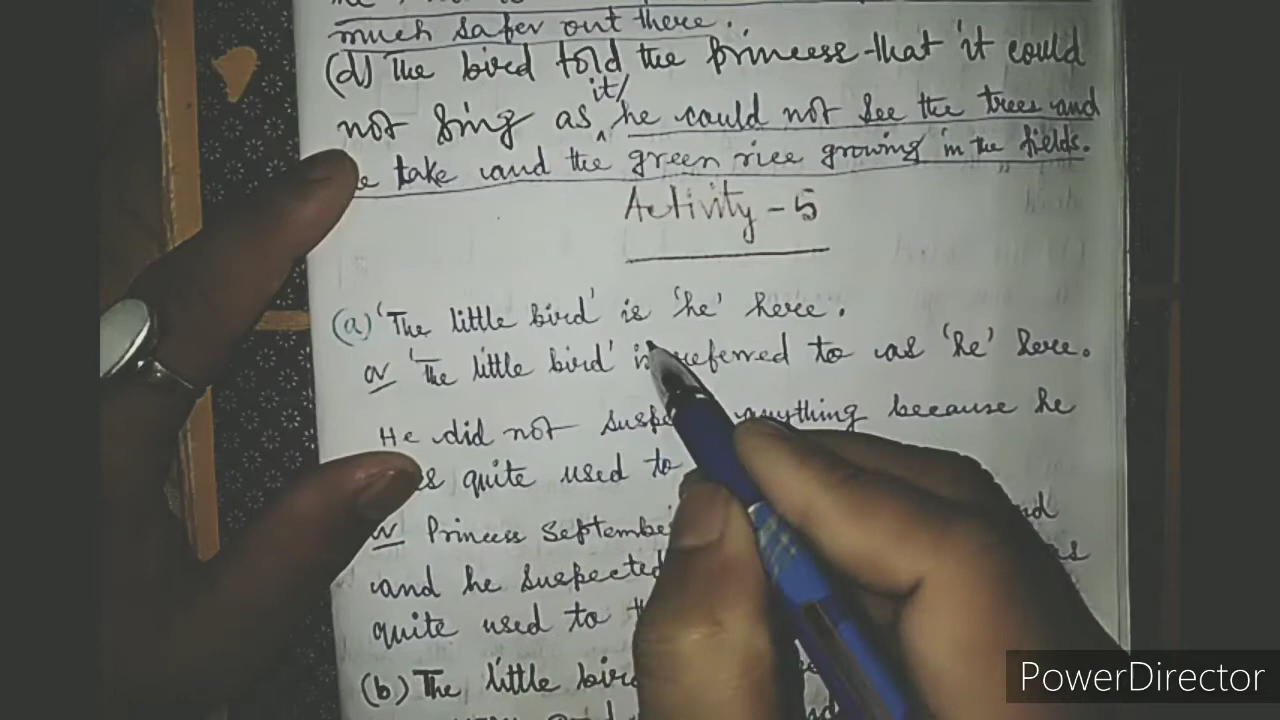 much safer out there.
(d) The bird told the princess that it could
it/
not sing as ^ he could not see the trees and
take and the green rice growing in the fields.
Activity - 5
(a) 'The little bird' is 'he' here.
or 'The little bird' is referred to as 'he' here.
He did not anything because he
quite used to
or Princess
and he suspected
quite used to
(b) The little
PowerDirector